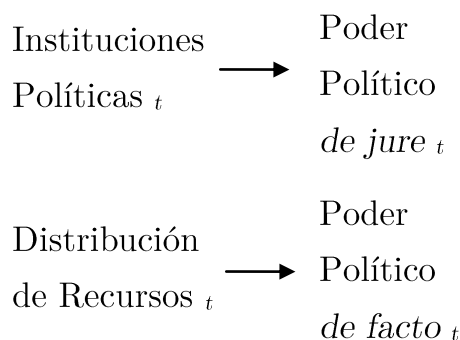 Instituciones
Políticas t
Poder
Político
de jure t
Distribución
de Recursos t
Poder
Político
de facto t